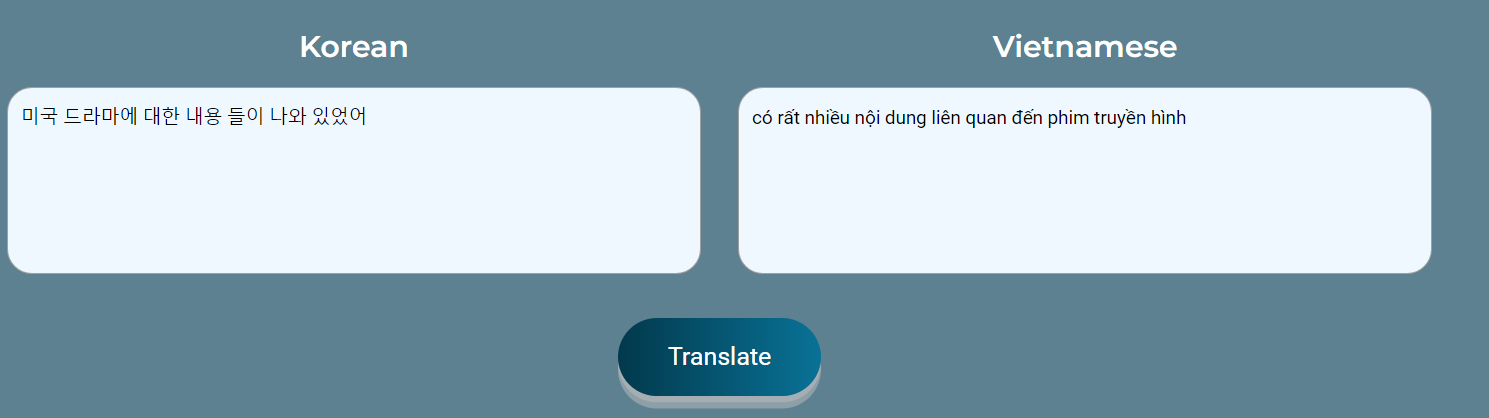 Korean
Vietnamese
미국 드라마에 대한 내용 들이 나와 있었어
có rất nhiều nội dung liên quan đến phim truyền hình
Translate